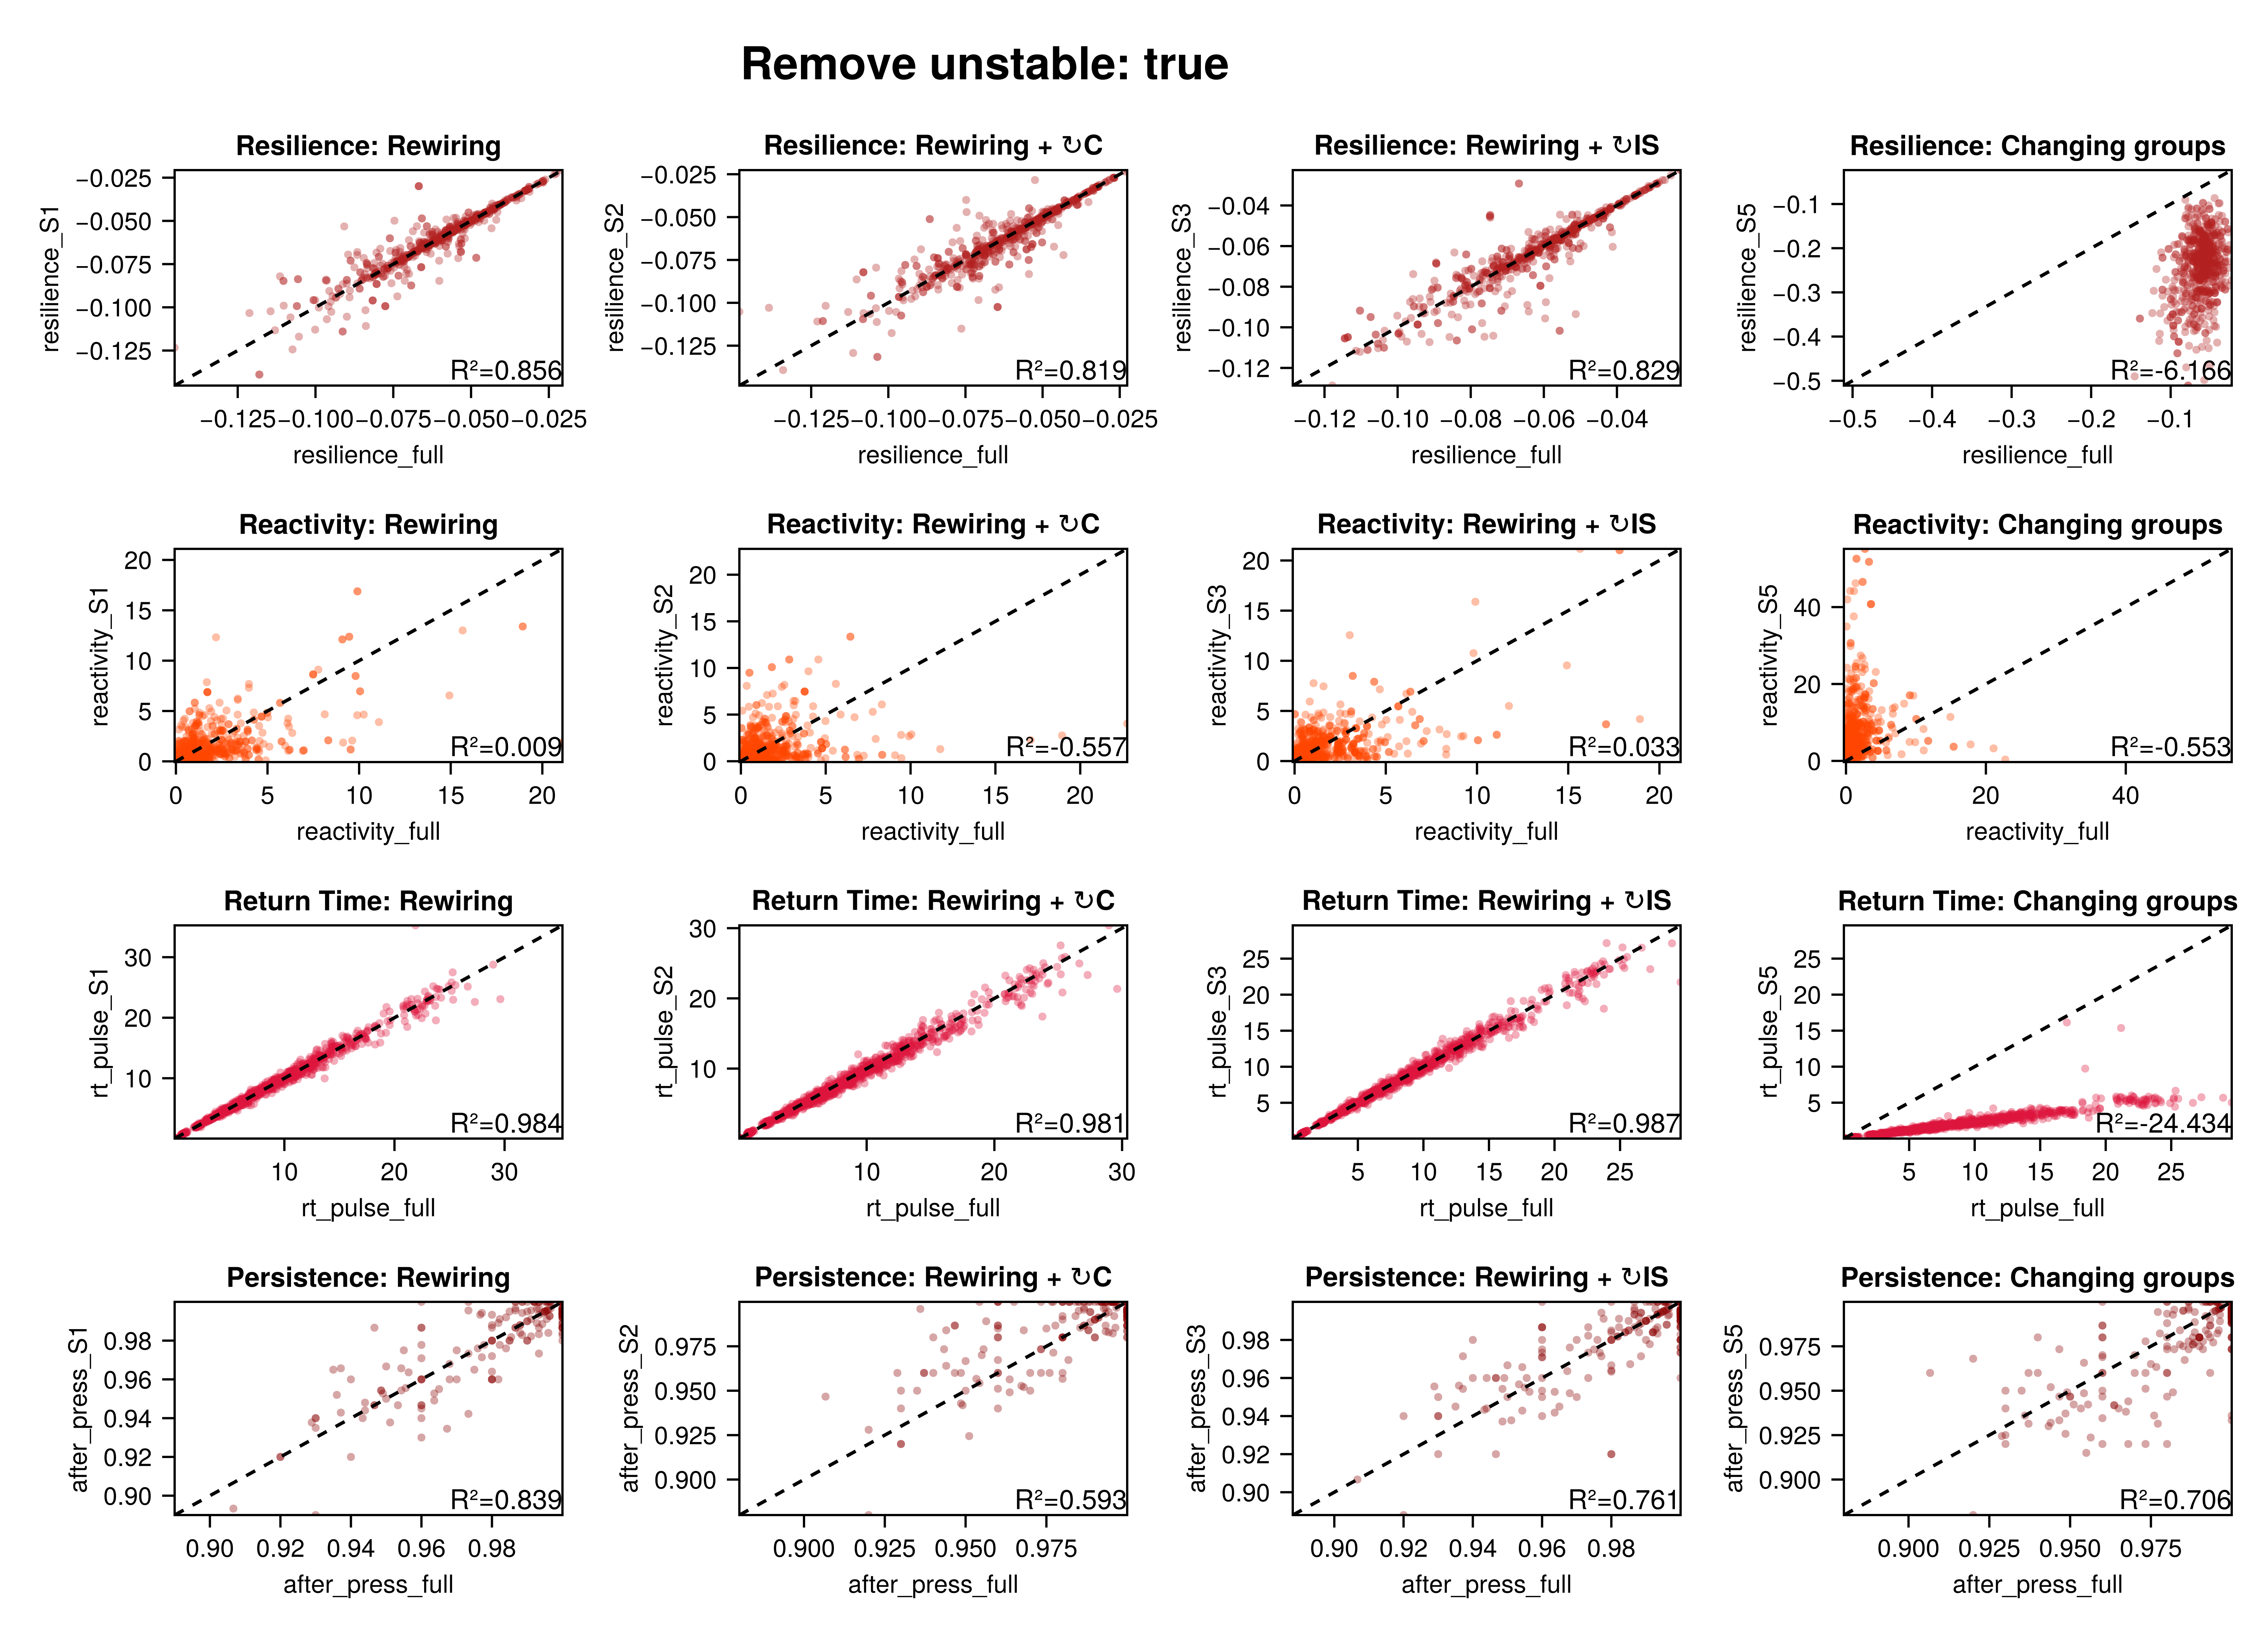 Remove unstable: true
Resilience: Rewiring
resilience_S1
−0.025
−0.050
−0.075
−0.100
−0.125
R²=0.856
−0.125 −0.100 −0.075 −0.050 −0.025
resilience_full
Resilience: Rewiring + ↻C
resilience_S2
−0.025
−0.050
−0.075
−0.100
−0.125
R²=0.819
−0.125 −0.100 −0.075 −0.050 −0.025
resilience_full
Resilience: Rewiring + ↻IS
resilience_S3
−0.04
−0.06
−0.08
−0.10
−0.12
R²=0.829
−0.12 −0.10 −0.08 −0.06 −0.04
resilience_full
Resilience: Changing groups
resilience_S5
−0.1
−0.2
−0.3
−0.4
−0.5
R²=-6.166
−0.5 −0.4 −0.3 −0.2 −0.1
resilience_full
Reactivity: Rewiring
reactivity_S1
20
15
10
5
0
R²=0.009
0 5 10 15 20
reactivity_full
Reactivity: Rewiring + ↻C
reactivity_S2
20
15
10
5
0
R²=-0.557
0 5 10 15 20
reactivity_full
Reactivity: Rewiring + ↻IS
reactivity_S3
20
15
10
5
0
R²=0.033
0 5 10 15 20
reactivity_full
Reactivity: Changing groups
reactivity_S5
40
20
0
R²=-0.553
0 20 40
reactivity_full
Return Time: Rewiring
rt_pulse_S1
30
20
10
R²=0.984
10 20 30
rt_pulse_full
Return Time: Rewiring + ↻C
rt_pulse_S2
30
20
10
R²=0.981
10 20 30
rt_pulse_full
Return Time: Rewiring + ↻IS
rt_pulse_S3
25
20
15
10
5
R²=0.987
5 10 15 20 25
rt_pulse_full
Return Time: Changing groups
rt_pulse_S5
25
20
15
10
5
R²=-24.434
5 10 15 20 25
rt_pulse_full
Persistence: Rewiring
after_press_S1
0.98
0.96
0.94
0.92
0.90
R²=0.839
0.90 0.92 0.94 0.96 0.98
after_press_full
Persistence: Rewiring + ↻C
after_press_S2
0.975
0.950
0.925
0.900
R²=0.593
0.900 0.925 0.950 0.975
after_press_full
Persistence: Rewiring + ↻IS
after_press_S3
0.98
0.96
0.94
0.92
0.90
R²=0.761
0.90 0.92 0.94 0.96 0.98
after_press_full
Persistence: Changing groups
after_press_S5
0.975
0.950
0.925
0.900
R²=0.706
0.900 0.925 0.950 0.975
after_press_full